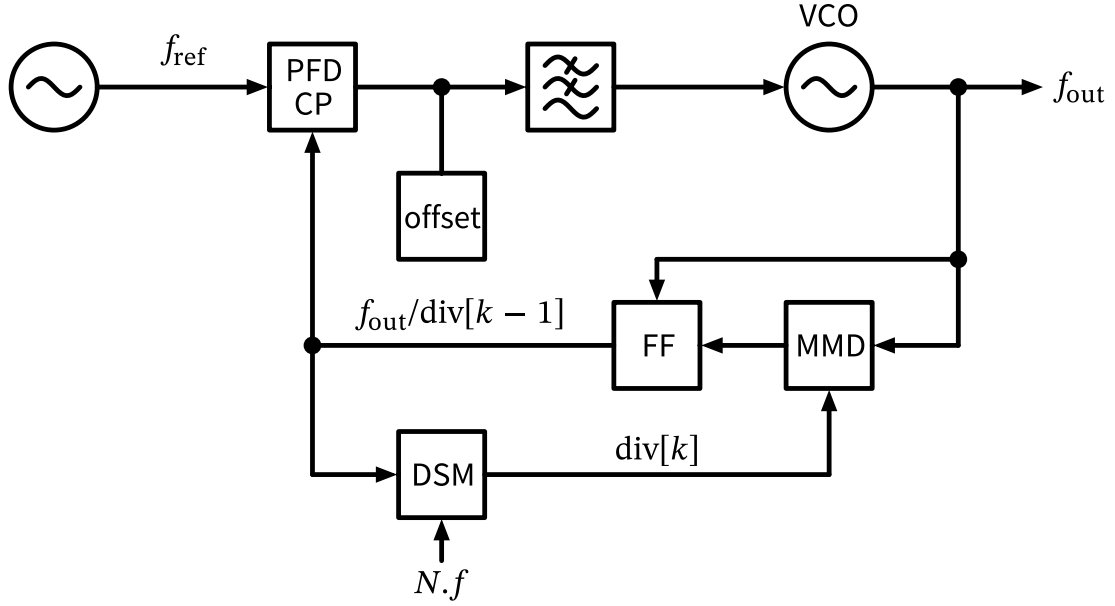 VCO
f_ref
PFD
CP
f_out
offset
f_out/div[k − 1]
FF
MMD
div[k]
DSM
N.f